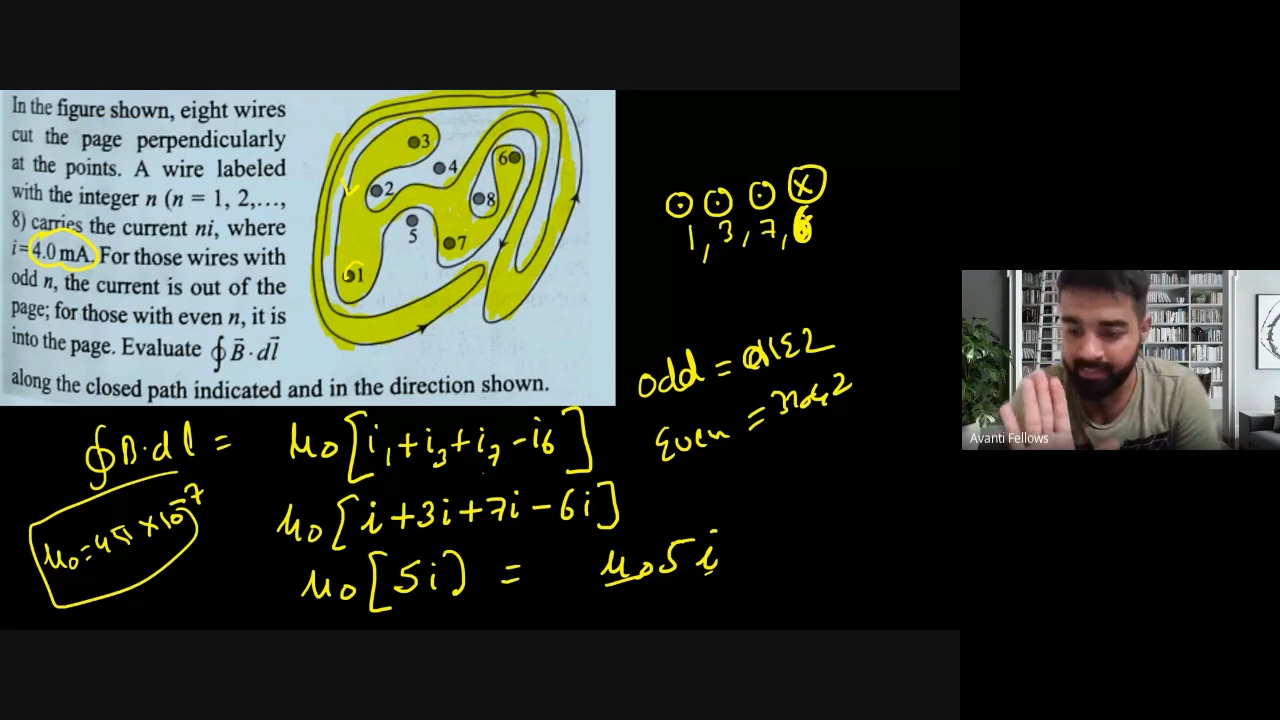 In the figure shown, eight wires
cut the page perpendicularly
at the points. A wire labeled
with the integer n (n = 1, 2,...,
8) carries the current ni, where
i=4.0 mA. For those wires with
odd n, the current is out of the
page; for those with even n, it is
into the page. Evaluate ∮B⃗·dl⃗
along the closed path indicated and in the direction shown.
3
4
2
6
8
5
7
1
1, 3, 7, 6
odd = बाहर
Even = अन्दर
∮B·dl = μ0[i1+i3+i7-i6]
μ0[i+3i+7i-6i]
μ0[5i] = μ05i
μ0=4π×10^-7
Avanti Fellows